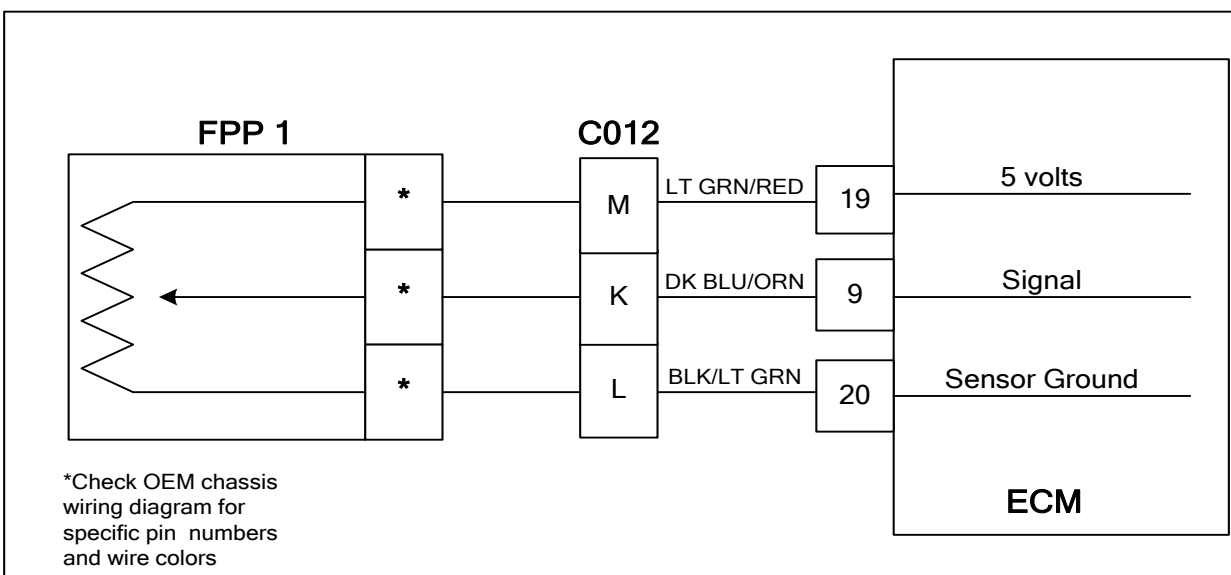 FPP 1
C012
* M LT GRN/RED 19 5 volts
* K DK BLU/ORN 9 Signal
* L BLK/LT GRN 20 Sensor Ground
ECM
*Check OEM chassis
wiring diagram for
specific pin numbers
and wire colors